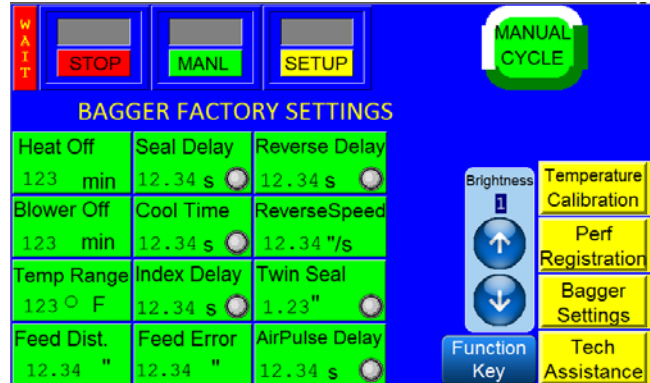 WAIT
STOP
MANL
SETUP
MANUAL
CYCLE
BAGGER FACTORY SETTINGS
Heat Off
123 min
Seal Delay
12.34 s
Reverse Delay
12.34 s
Blower Off
123 min
Cool Time
12.34 s
ReverseSpeed
12.34 "/s
Temp Range
123 ° F
Index Delay
12.34 s
Twin Seal
1.23"
Feed Dist.
12.34 "
Feed Error
12.34 "
AirPulse Delay
12.34 s
Brightness
1
Function
Key
Temperature
Calibration
Perf
Registration
Bagger
Settings
Tech
Assistance